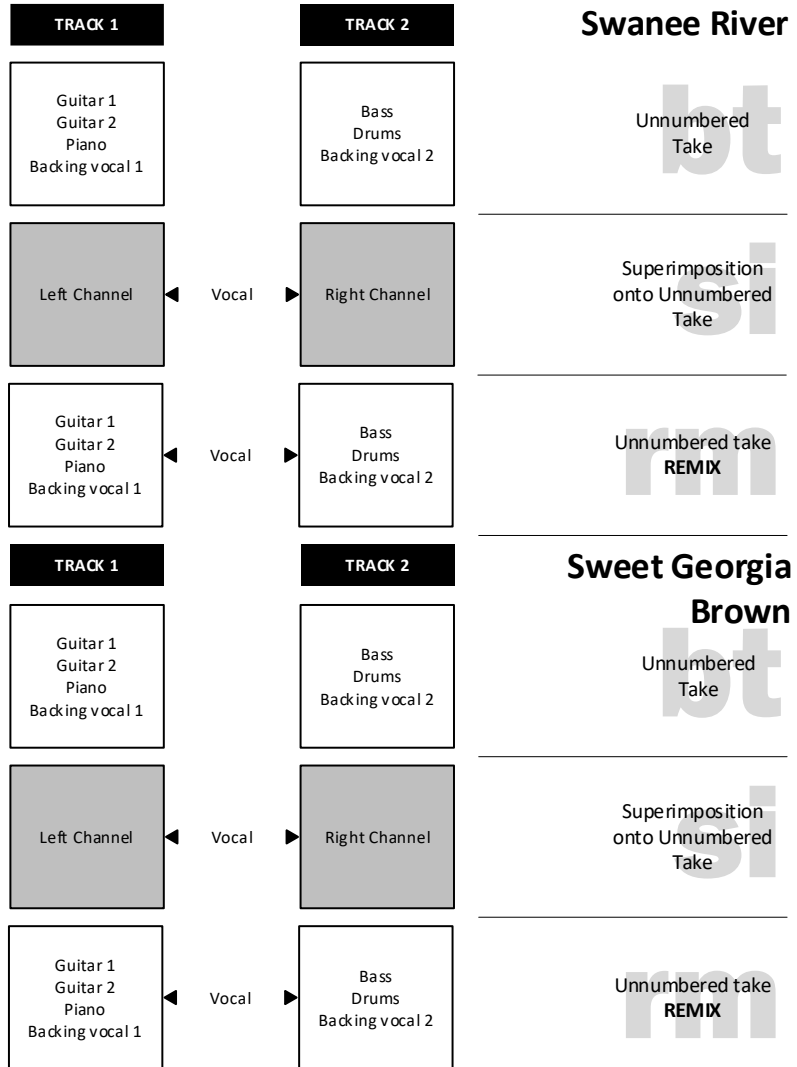 TRACK 1
TRACK 2
Swanee River
Guitar 1
Guitar 2
Piano
Backing vocal 1
Bass
Drums
Backing vocal 2
bt
Unnumbered
Take
Left Channel
Vocal
Right Channel
si
Superimposition
onto Unnumbered
Take
Guitar 1
Guitar 2
Piano
Backing vocal 1
Vocal
Bass
Drums
Backing vocal 2
rm
Unnumbered take
REMIX
TRACK 1
TRACK 2
Sweet Georgia
Brown
Guitar 1
Guitar 2
Piano
Backing vocal 1
Bass
Drums
Backing vocal 2
bt
Unnumbered
Take
Left Channel
Vocal
Right Channel
si
Superimposition
onto Unnumbered
Take
Guitar 1
Guitar 2
Piano
Backing vocal 1
Vocal
Bass
Drums
Backing vocal 2
rm
Unnumbered take
REMIX